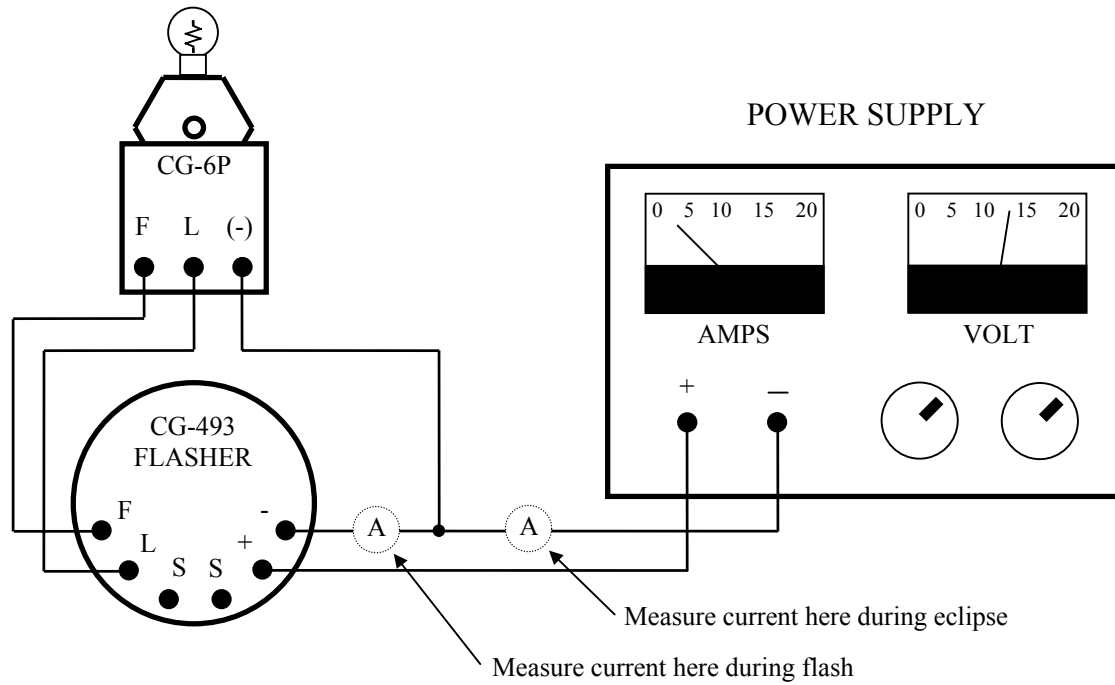 POWER SUPPLY
CG-6P
F L (-)
0 5 10 15 20
0 5 10 15 20
AMPS
VOLT
+ —
CG-493
FLASHER
F
L
S
S
+
-
A
A
Measure current here during eclipse
Measure current here during flash